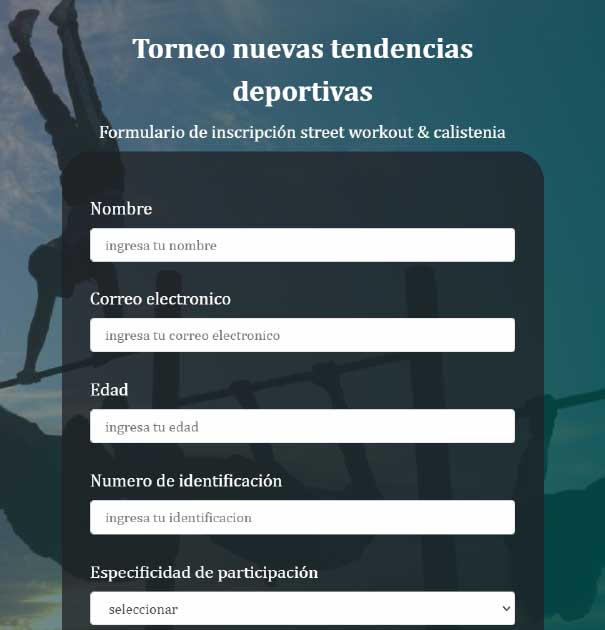 Torneo nuevas tendencias
deportivas
Formulario de inscripción street workout & calistenia
Nombre
ingresa tu nombre
Correo electronico
ingresa tu correo electronico
Edad
ingresa tu edad
Numero de identificación
ingresa tu identificacion
Especificidad de participación
seleccionar